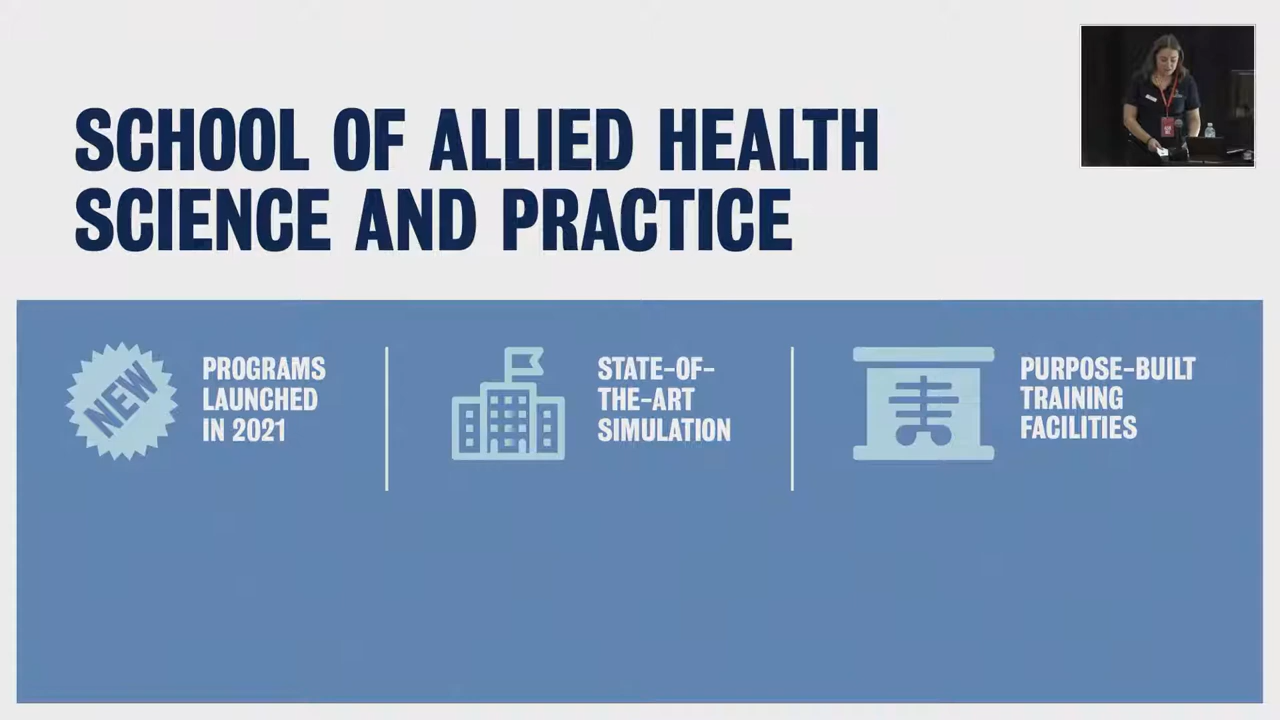 SCHOOL OF ALLIED HEALTH
SCIENCE AND PRACTICE
NEW
PROGRAMS
LAUNCHED
IN 2021
STATE-OF-
THE-ART
SIMULATION
PURPOSE-BUILT
TRAINING
FACILITIES